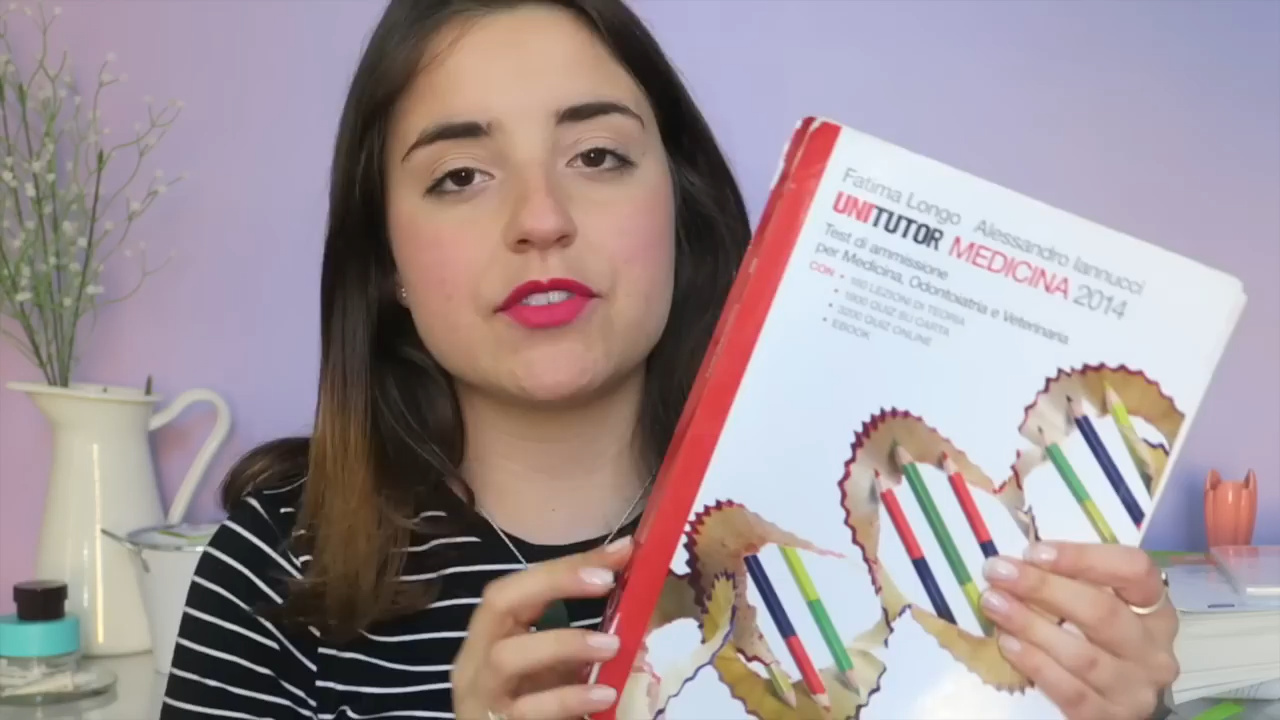 Fatima Longo Alessandro Iannucci
UNITUTOR MEDICINA 2014
Test di ammissione
per Medicina, Odontoiatria e Veterinaria
CON • 160 LEZIONI DI TEORIA
• 1800 QUIZ SU CARTA
• 3200 QUIZ ONLINE
• EBOOK